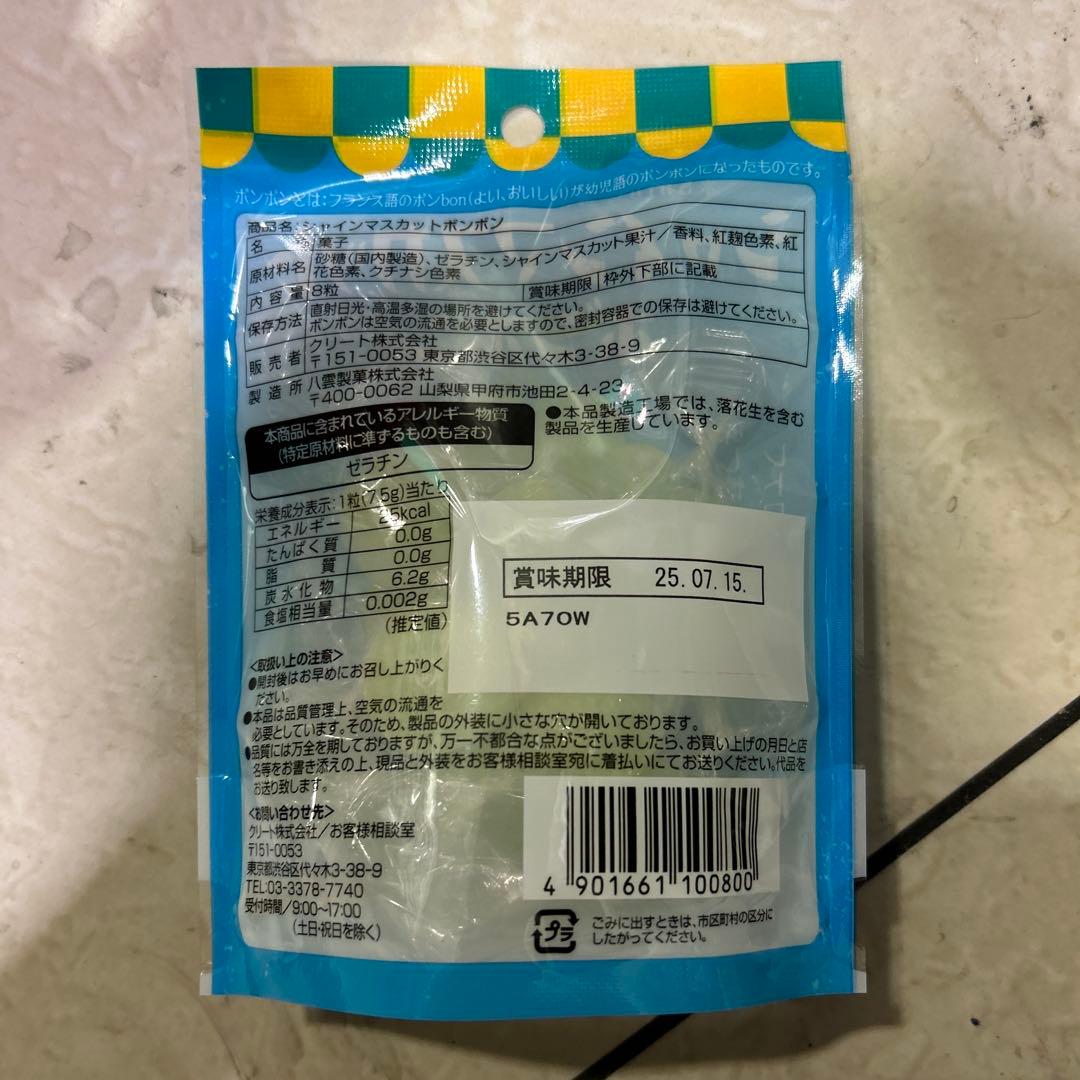 ボンボンとは:フランス語のボンbon(よい、おいしい)が幼児語のボンボンになったものです。
商品名:シャインマスカットボンボン
名 称 菓子
原材料名 砂糖(国内製造)、ゼラチン、シャインマスカット果汁/香料、紅麹色素、紅
花色素、クチナシ色素
内容量 8粒 賞味期限 枠外下部に記載
保存方法 直射日光・高温多湿の場所を避けてください。
ボンボンは空気の流通を必要としますので、密封容器での保存は避けてください。
販売者 クリート株式会社
〒151-0053 東京都渋谷区代々木3-38-9
製造所 八雲製菓株式会社
〒400-0062 山梨県甲府市池田2-4-23
本商品に含まれているアレルギー物質
(特定原材料に準ずるものも含む)
ゼラチン
●本品製造工場では、落花生を含む
製品を生産しています。
栄養成分表示:1粒(7.5g)当たり
エネルギー 25kcal
たんぱく質 0.0g
脂 質 0.0g
炭水化物 6.2g
食塩相当量 0.002g
(推定値)
賞味期限 25.07.15.
5A70W
<取扱い上の注意>
●開封後はお早めにお召し上がりく
ださい。
●本品は品質管理上、空気の流通を
必要としています。そのため、製品の外装に小さな穴が開いております。
●品質には万全を期しておりますが、万一不都合な点がございましたら、お買い上げの月日と店
名等をお書き添えの上、現品と外装をお客様相談室宛に着払いにてお送りください。代品を
お送り致します。
<お問い合わせ先>
クリート株式会社/お客様相談室
〒151-0053
東京都渋谷区代々木3-38-9
TEL:03-3378-7740
受付時間/9:00~17:00
(土日・祝日を除く)
4 901661 100800
プラ
ごみに出すときは、市区町村の区分に
したがってください。